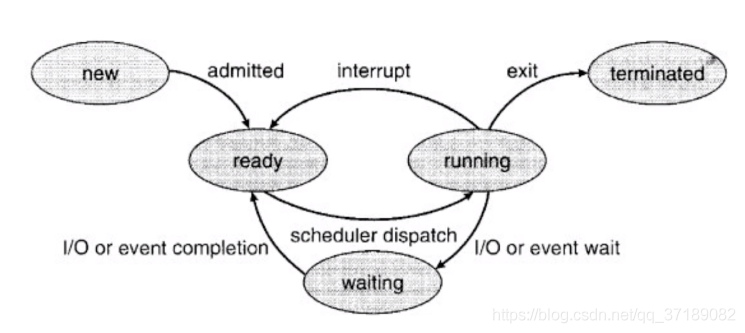 new
admitted
interrupt
exit
terminated
ready
running
I/O or event completion
scheduler dispatch
I/O or event wait
waiting
https://blog.csdn.net/qq_37189082